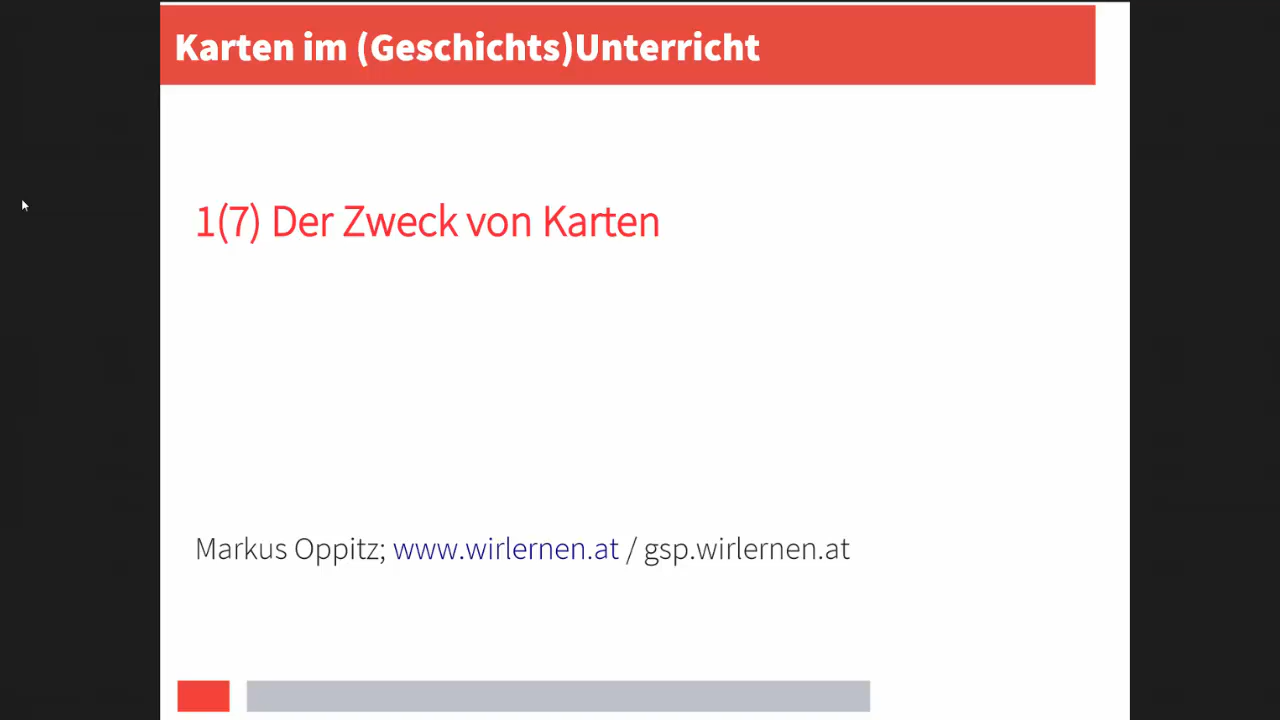 Karten im (Geschichts)Unterricht
1(7) Der Zweck von Karten
Markus Oppitz; www.wirlernen.at / gsp.wirlernen.at